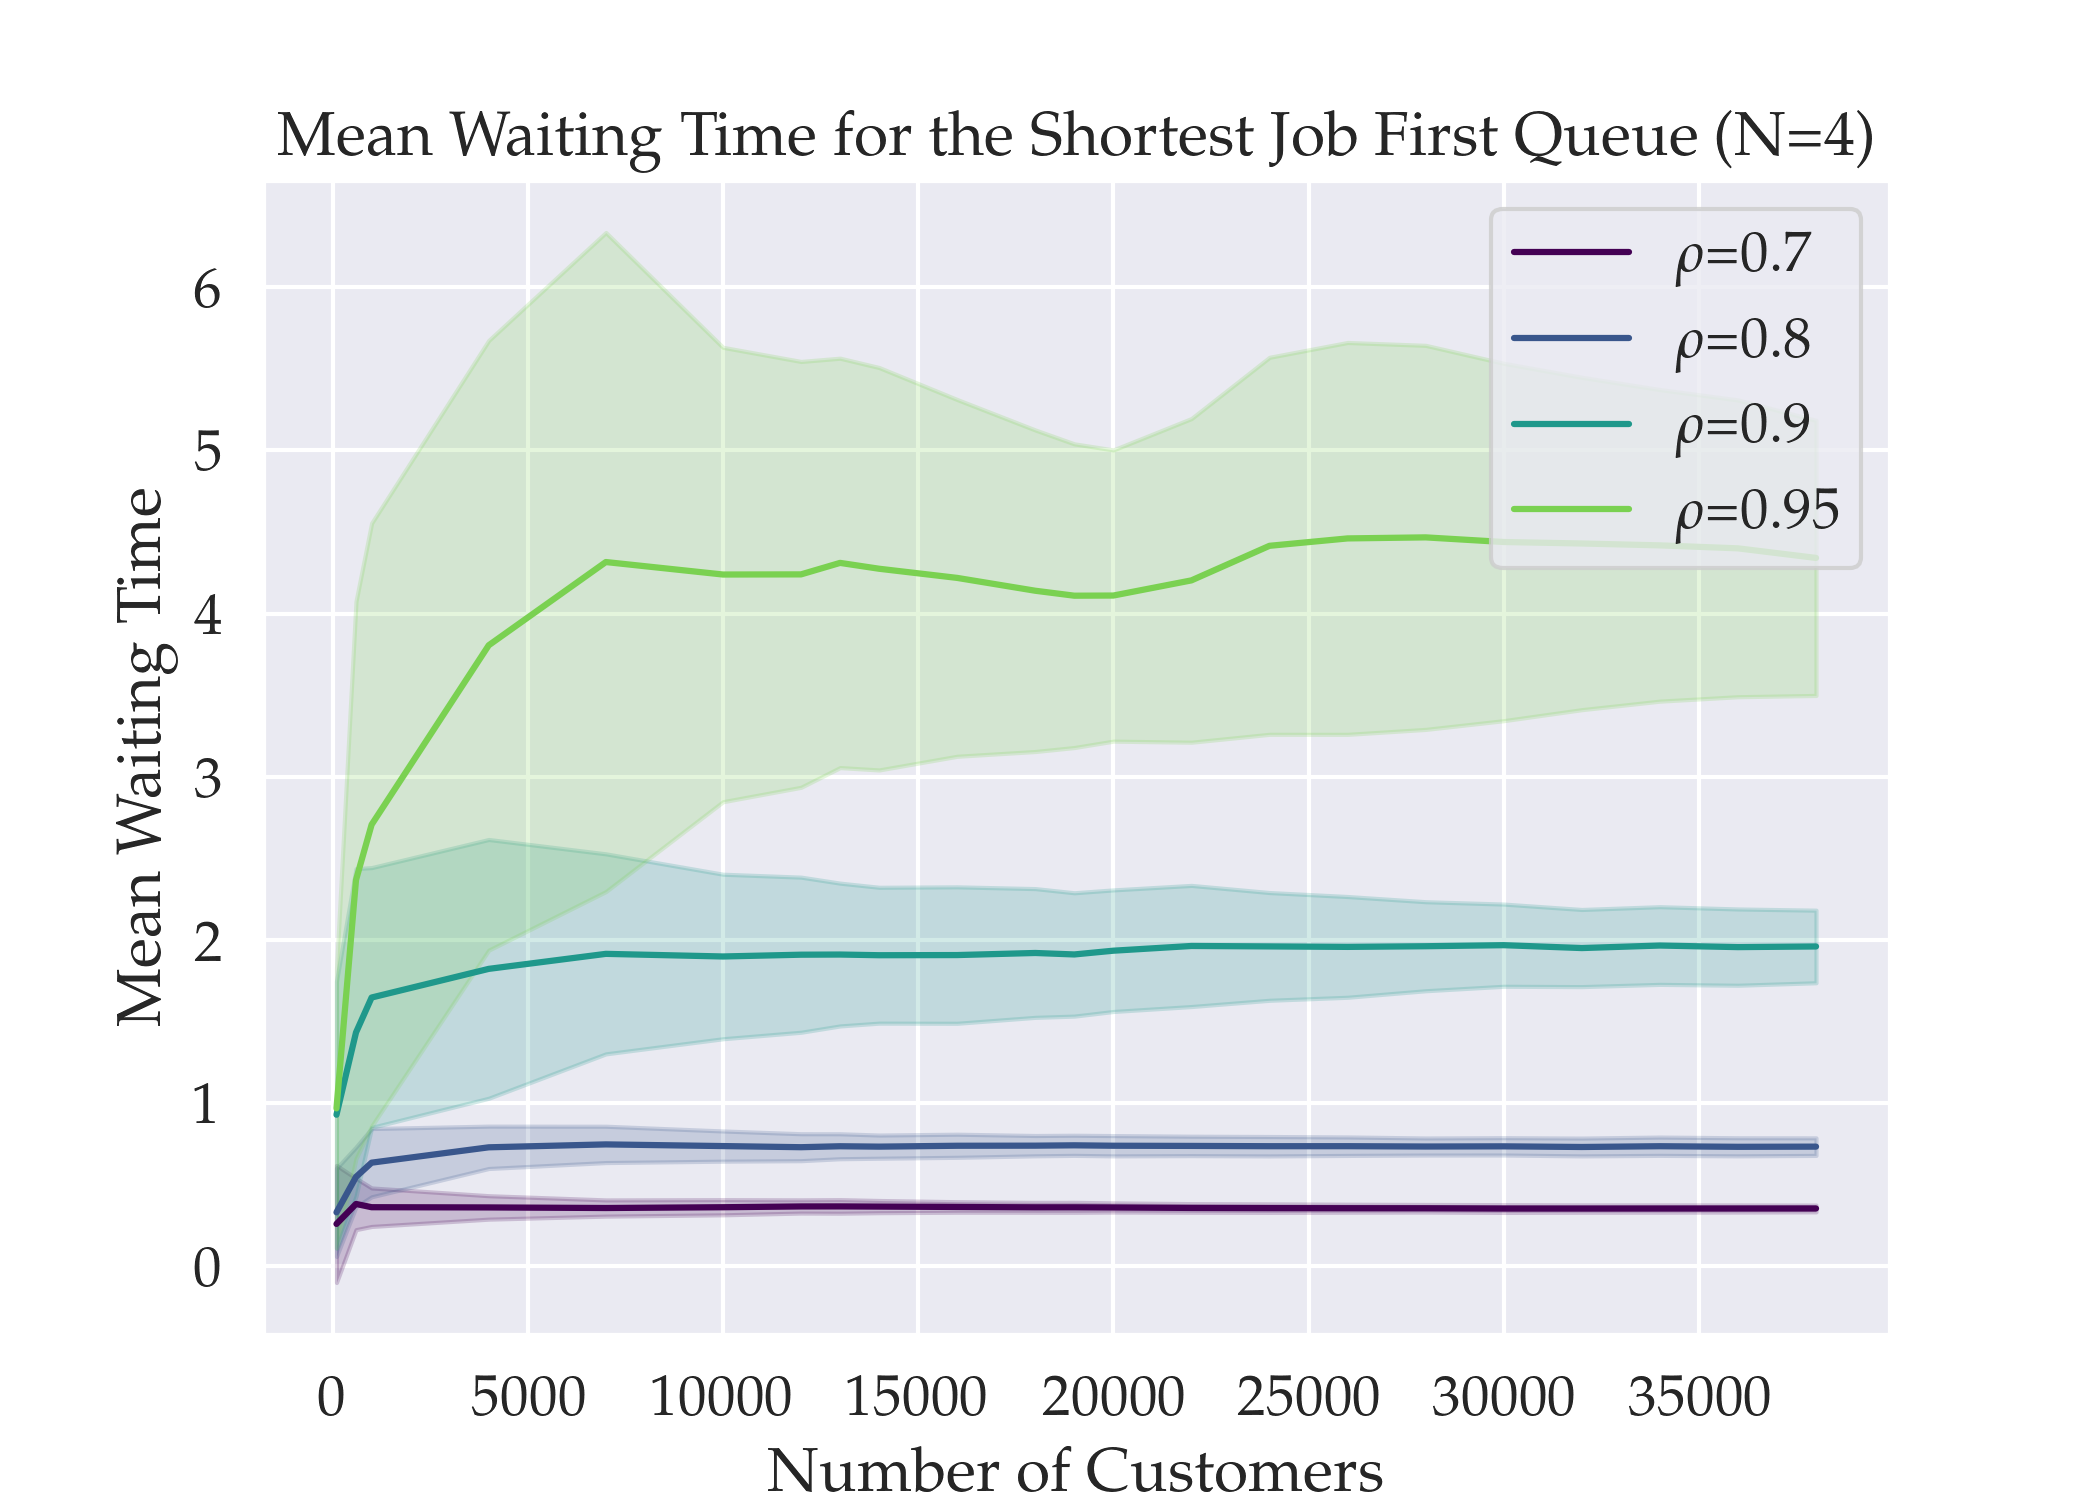 Mean Waiting Time for the Shortest Job First Queue (N=4)
ρ=0.7
ρ=0.8
ρ=0.9
ρ=0.95
6
5
4
3
2
1
0
Mean Waiting Time
0 5000 10000 15000 20000 25000 30000 35000
Number of Customers